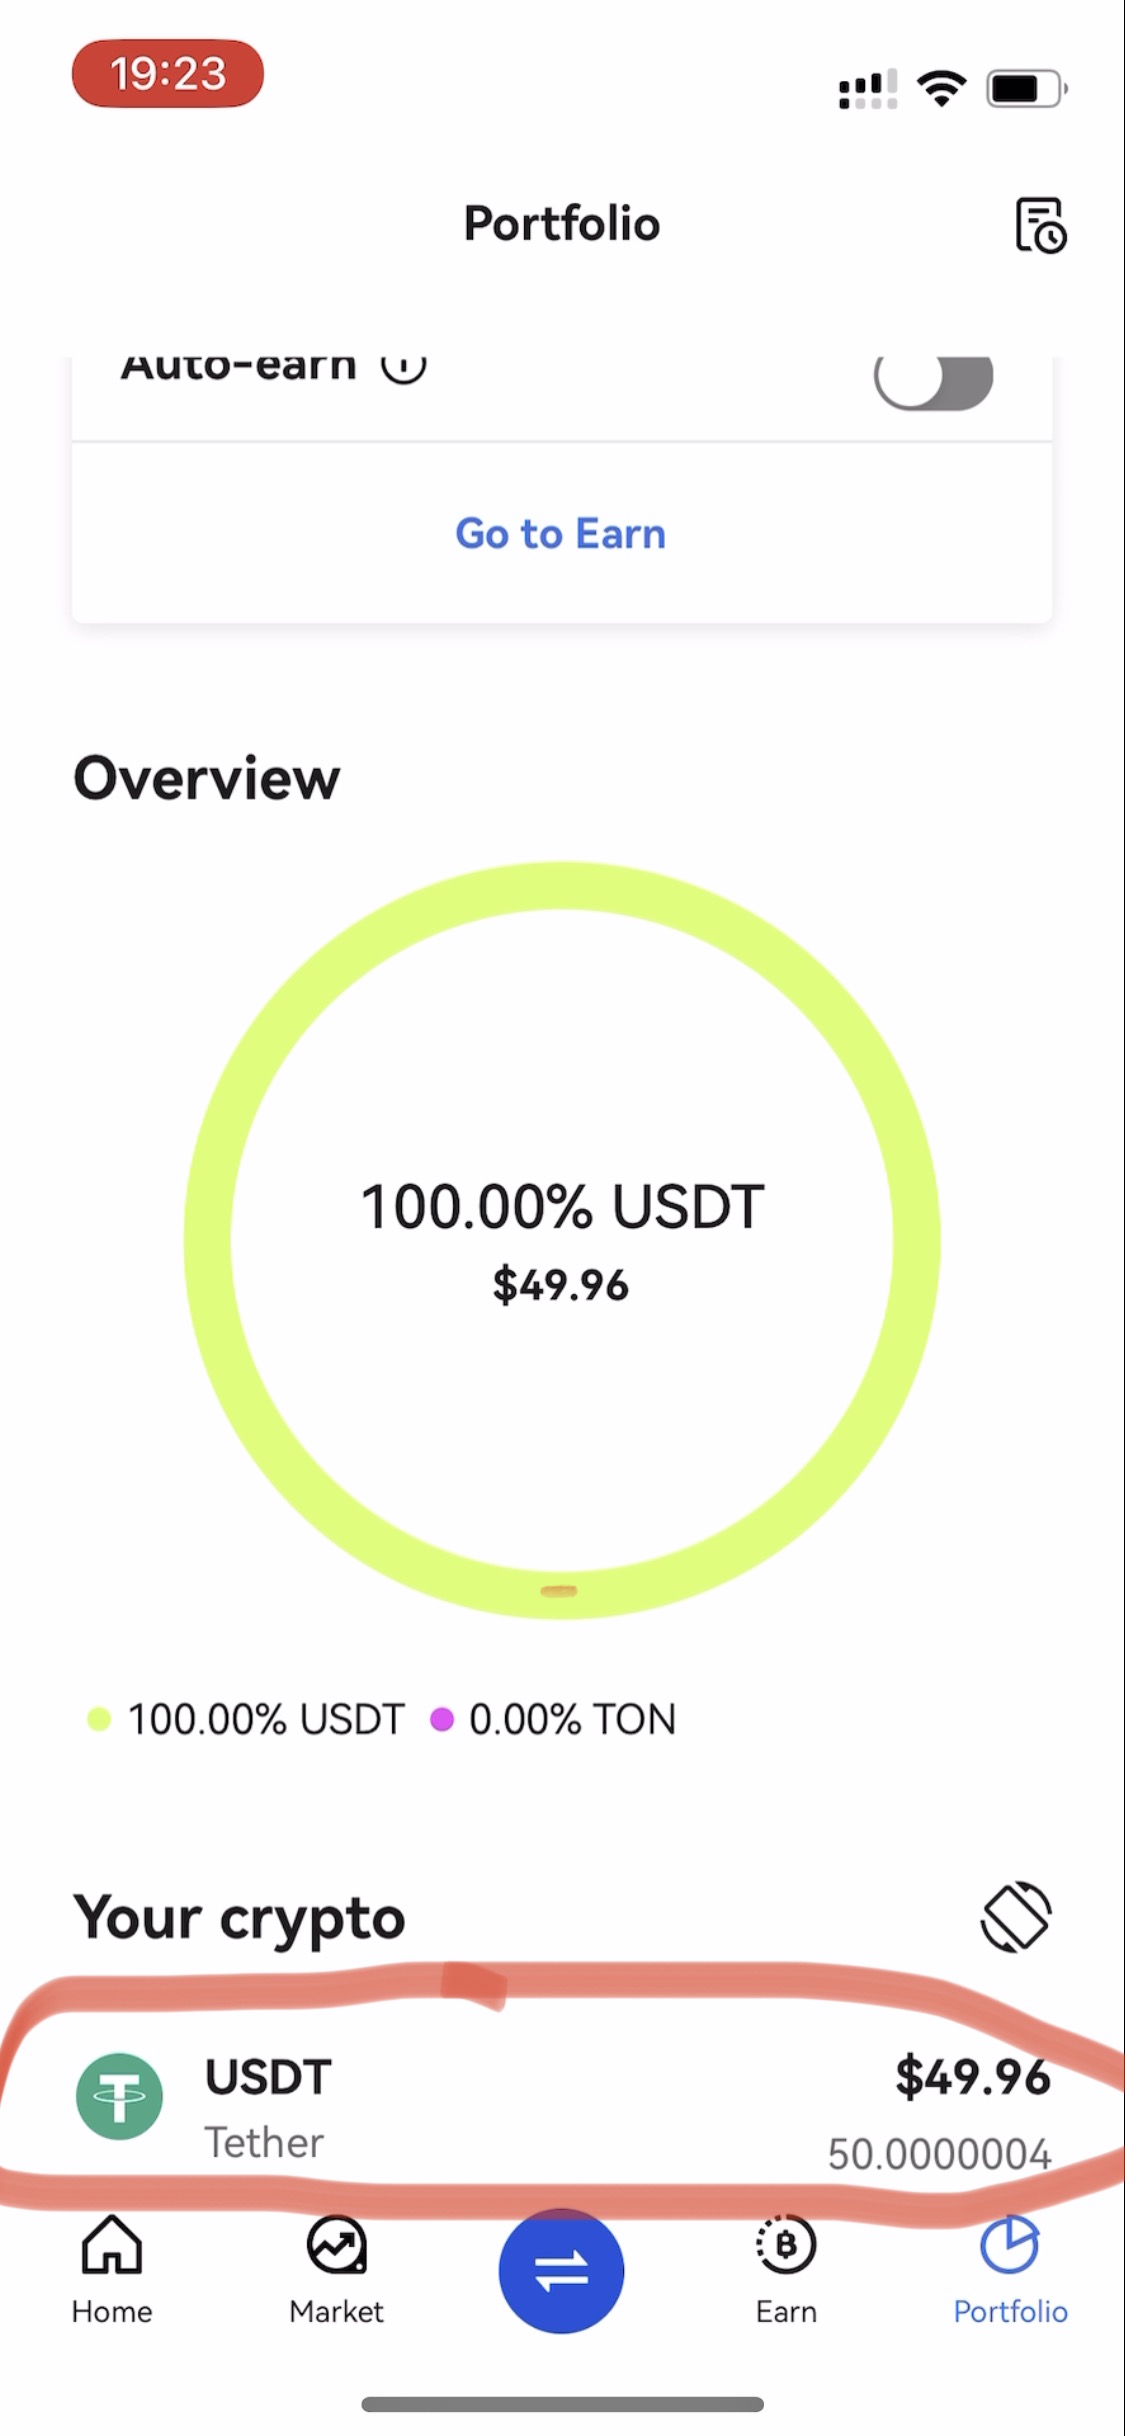 19:23
Portfolio
Auto-earn
Go to Earn
Overview
100.00% USDT
$49.96
100.00% USDT 0.00% TON
Your crypto
USDT $49.96
Tether 50.0000004
Home Market Earn Portfolio